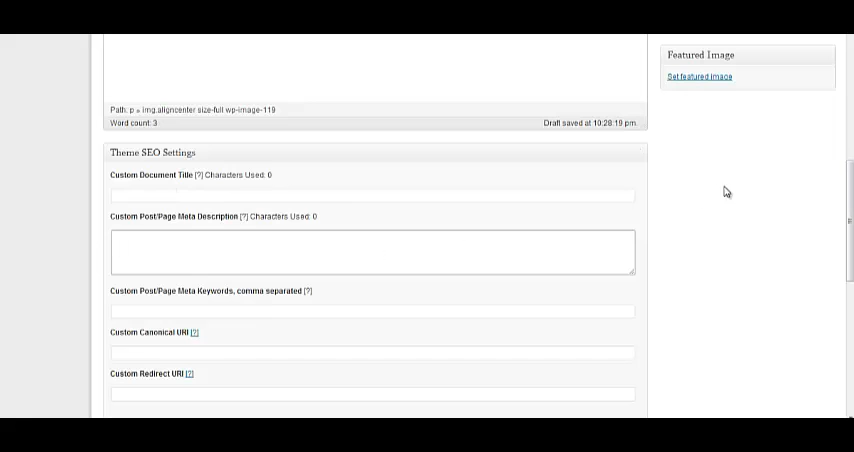 Featured Image
Set featured image
Path: p » img.aligncenter size-full wp-image-119
Word count: 3
Draft saved at 10:28:19 pm.
Theme SEO Settings
Custom Document Title [?] Characters Used: 0
Custom Post/Page Meta Description [?] Characters Used: 0
Custom Post/Page Meta Keywords, comma separated [?]
Custom Canonical URI [?]
Custom Redirect URI [?]